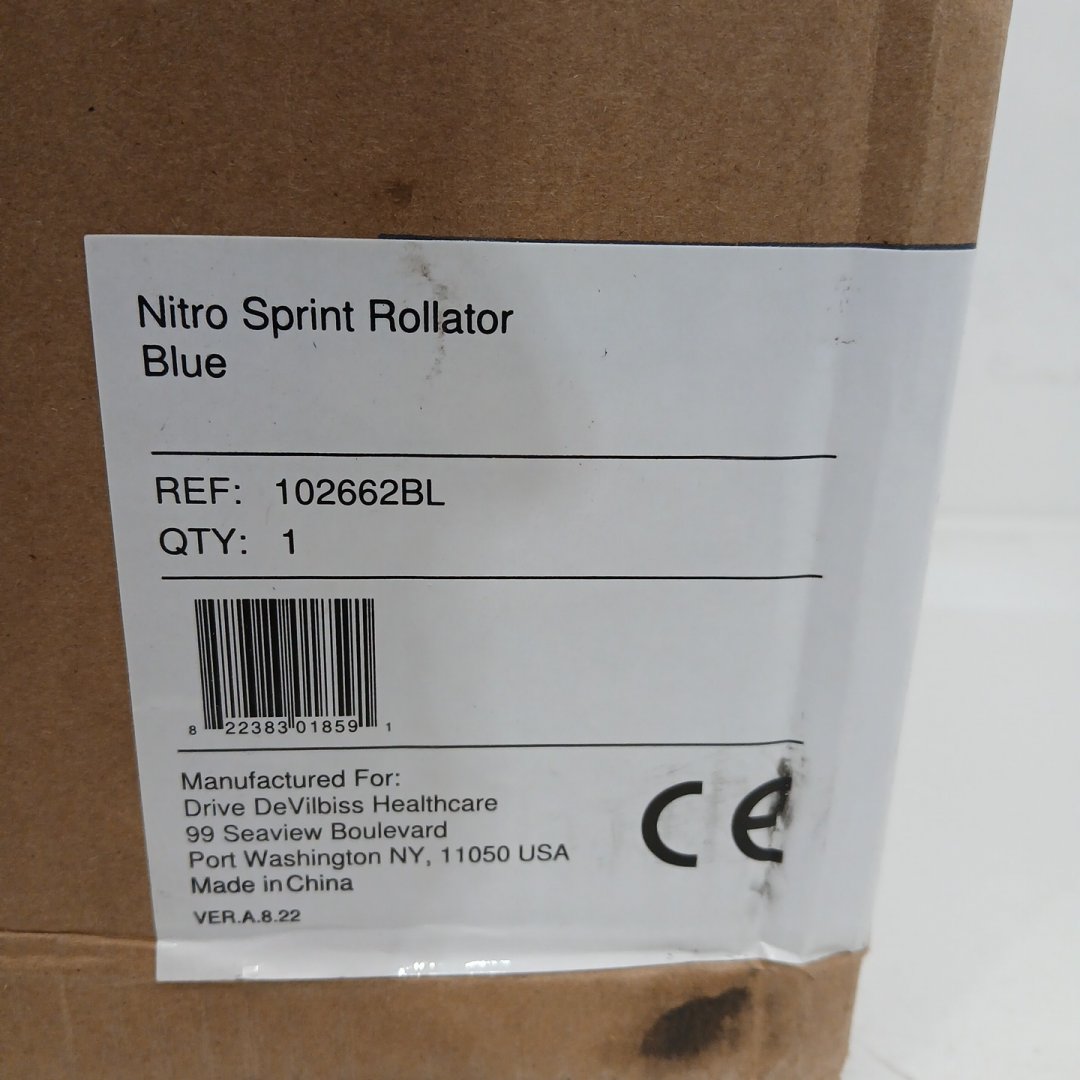 Nitro Sprint Rollator
Blue
REF: 102662BL
QTY: 1
8 22383 01859 1
Manufactured For:
Drive DeVilbiss Healthcare
99 Seaview Boulevard
Port Washington NY, 11050 USA
Made in China
VER.A.8.22
CE